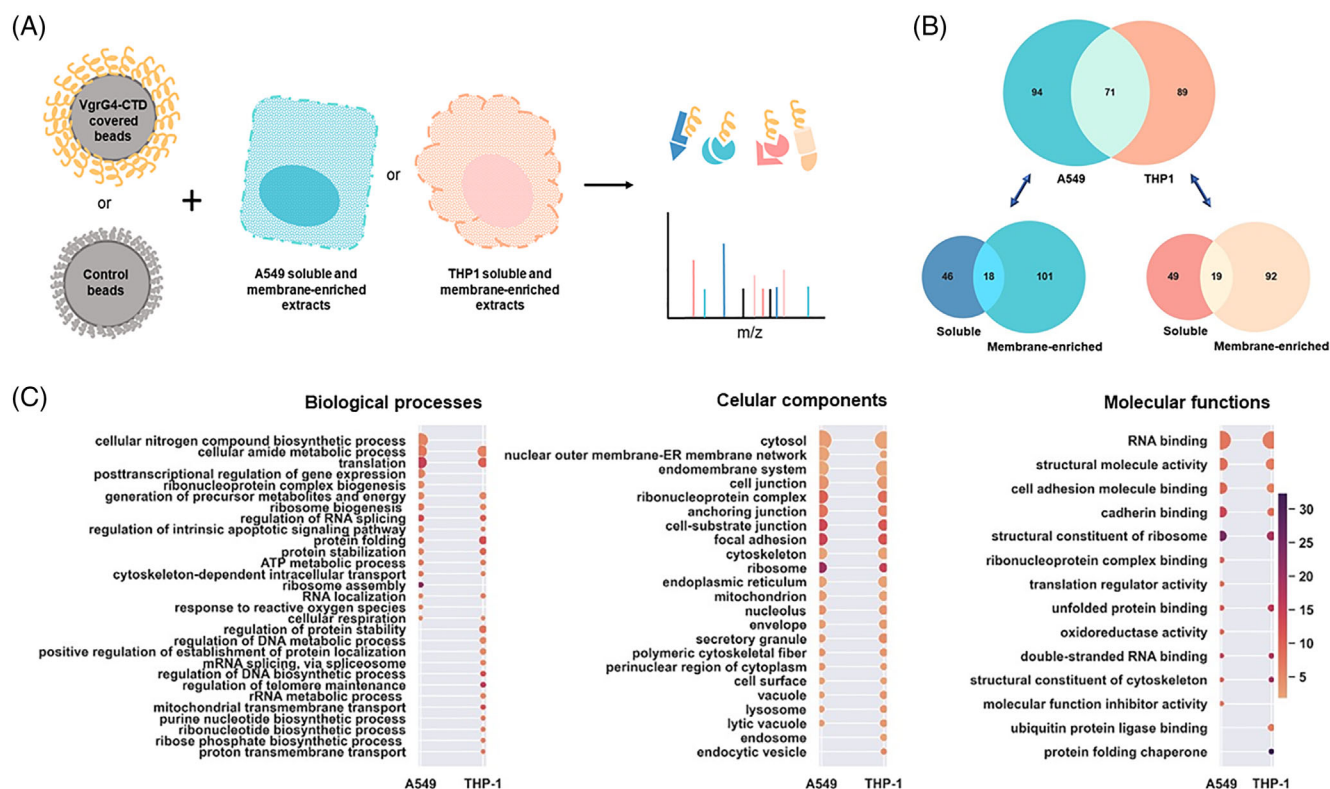 (A)
VgrG4-CTD
covered
beads
or
Control
beads
+
or
A549 soluble and
membrane-enriched
extracts
THP1 soluble and
membrane-enriched
extracts
m/z
(B)
94
71
89
A549
THP1
46
18
101
Soluble
Membrane-enriched
49
19
92
Soluble
Membrane-enriched
(C)
Biological processes
cellular nitrogen compound biosynthetic process
cellular amide metabolic process
translation
posttranscriptional regulation of gene expression
ribonucleoprotein complex biogenesis
generation of precursor metabolites and energy
ribosome biogenesis
regulation of RNA splicing
regulation of intrinsic apoptotic signaling pathway
protein folding
protein stabilization
ATP metabolic process
cytoskeleton-dependent intracellular transport
ribosome assembly
RNA localization
response to reactive oxygen species
cellular respiration
regulation of protein stability
regulation of DNA metabolic process
positive regulation of establishment of protein localization
mRNA splicing, via spliceosome
regulation of DNA biosynthetic process
regulation of telomere maintenance
rRNA metabolic process
mitochondrial transmembrane transport
purine nucleotide biosynthetic process
ribonucleotide biosynthetic process
ribose phosphate biosynthetic process
proton transmembrane transport
A549
THP-1
Celular components
cytosol
nuclear outer membrane-ER membrane network
endomembrane system
cell junction
ribonucleoprotein complex
anchoring junction
cell-substrate junction
focal adhesion
cytoskeleton
ribosome
endoplasmic reticulum
mitochondrion
nucleolus
envelope
secretory granule
polymeric cytoskeletal fiber
perinuclear region of cytoplasm
cell surface
vacuole
lysosome
lytic vacuole
endosome
endocytic vesicle
A549
THP-1
Molecular functions
RNA binding
structural molecule activity
cell adhesion molecule binding
cadherin binding
structural constituent of ribosome
ribonucleoprotein complex binding
translation regulator activity
unfolded protein binding
oxidoreductase activity
double-stranded RNA binding
structural constituent of cytoskeleton
molecular function inhibitor activity
ubiquitin protein ligase binding
protein folding chaperone
A549
THP-1
30
25
20
15
10
5